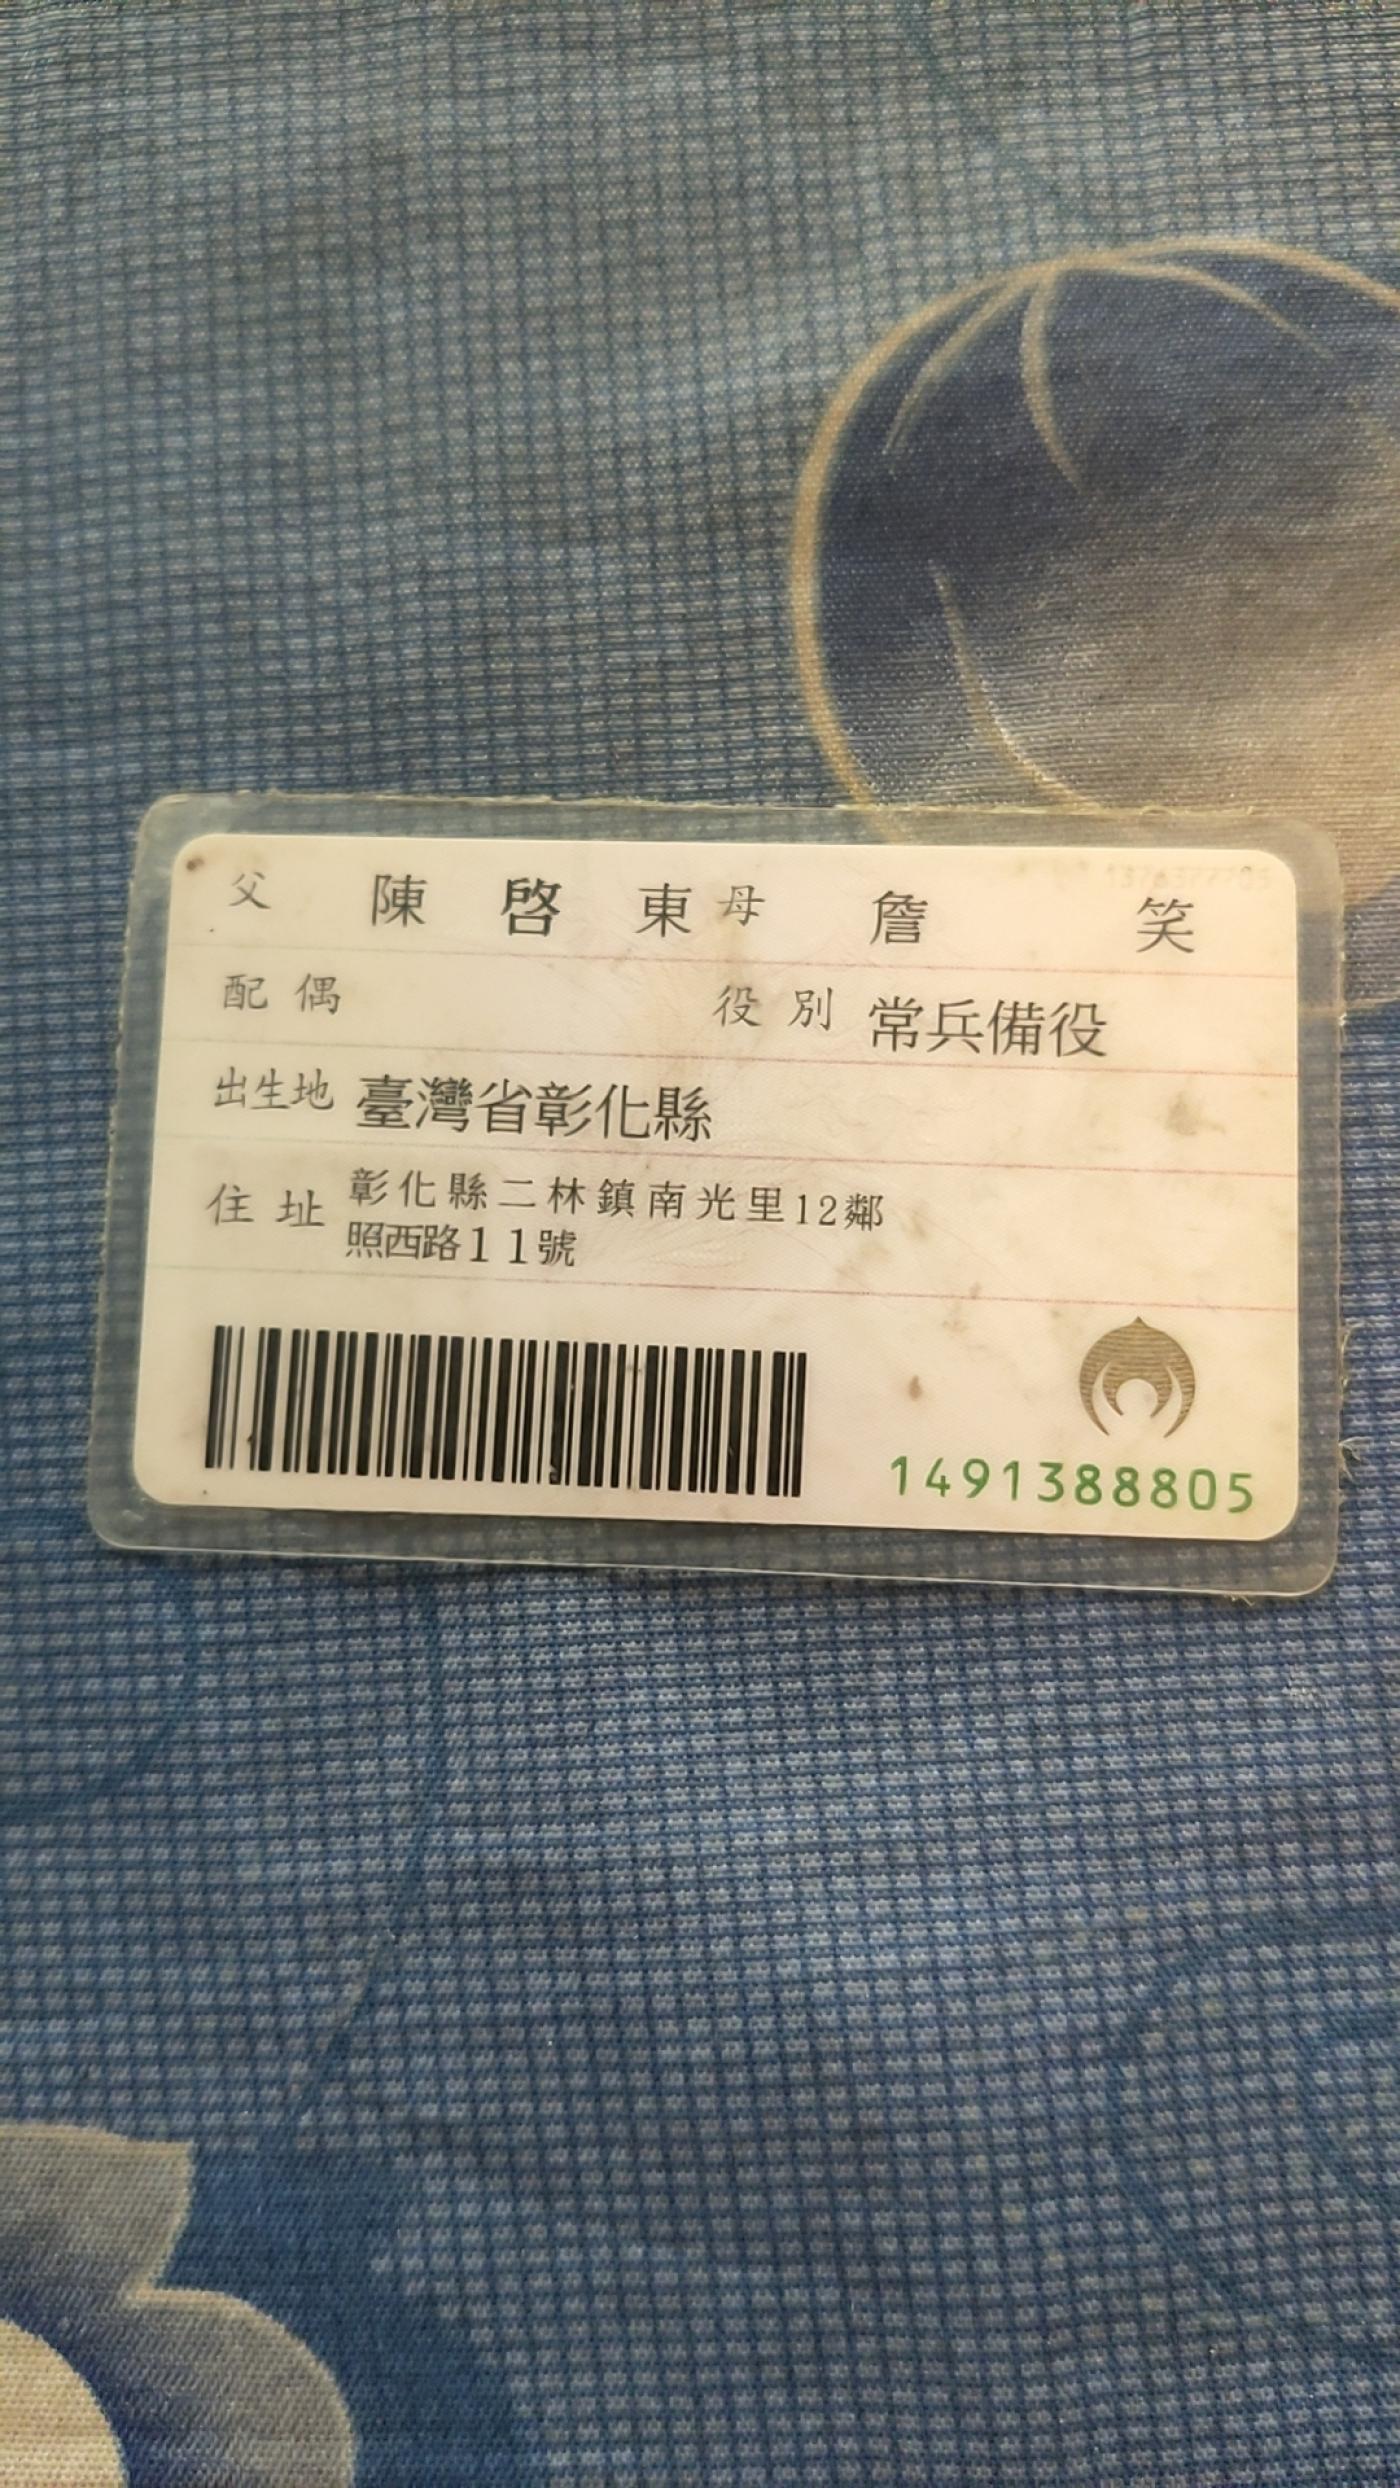 父 陳啓東 母 詹笑
配偶 役別 常兵備役
出生地 臺灣省彰化縣
住址 彰化縣二林鎮南光里12鄰
照西路11號
1491388805